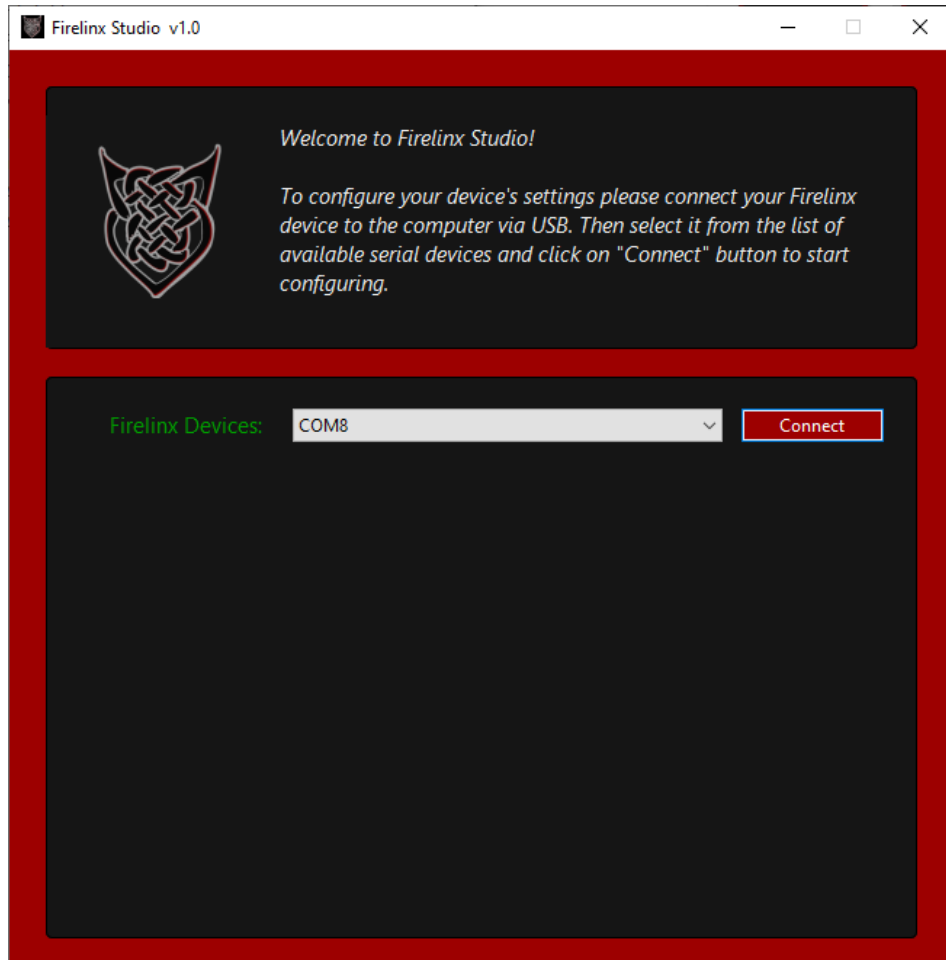 Firelinx Studio v1.0
Welcome to Firelinx Studio!
To configure your device's settings please connect your Firelinx
device to the computer via USB. Then select it from the list of
available serial devices and click on "Connect" button to start
configuring.
Firelinx Devices: COM8 Connect